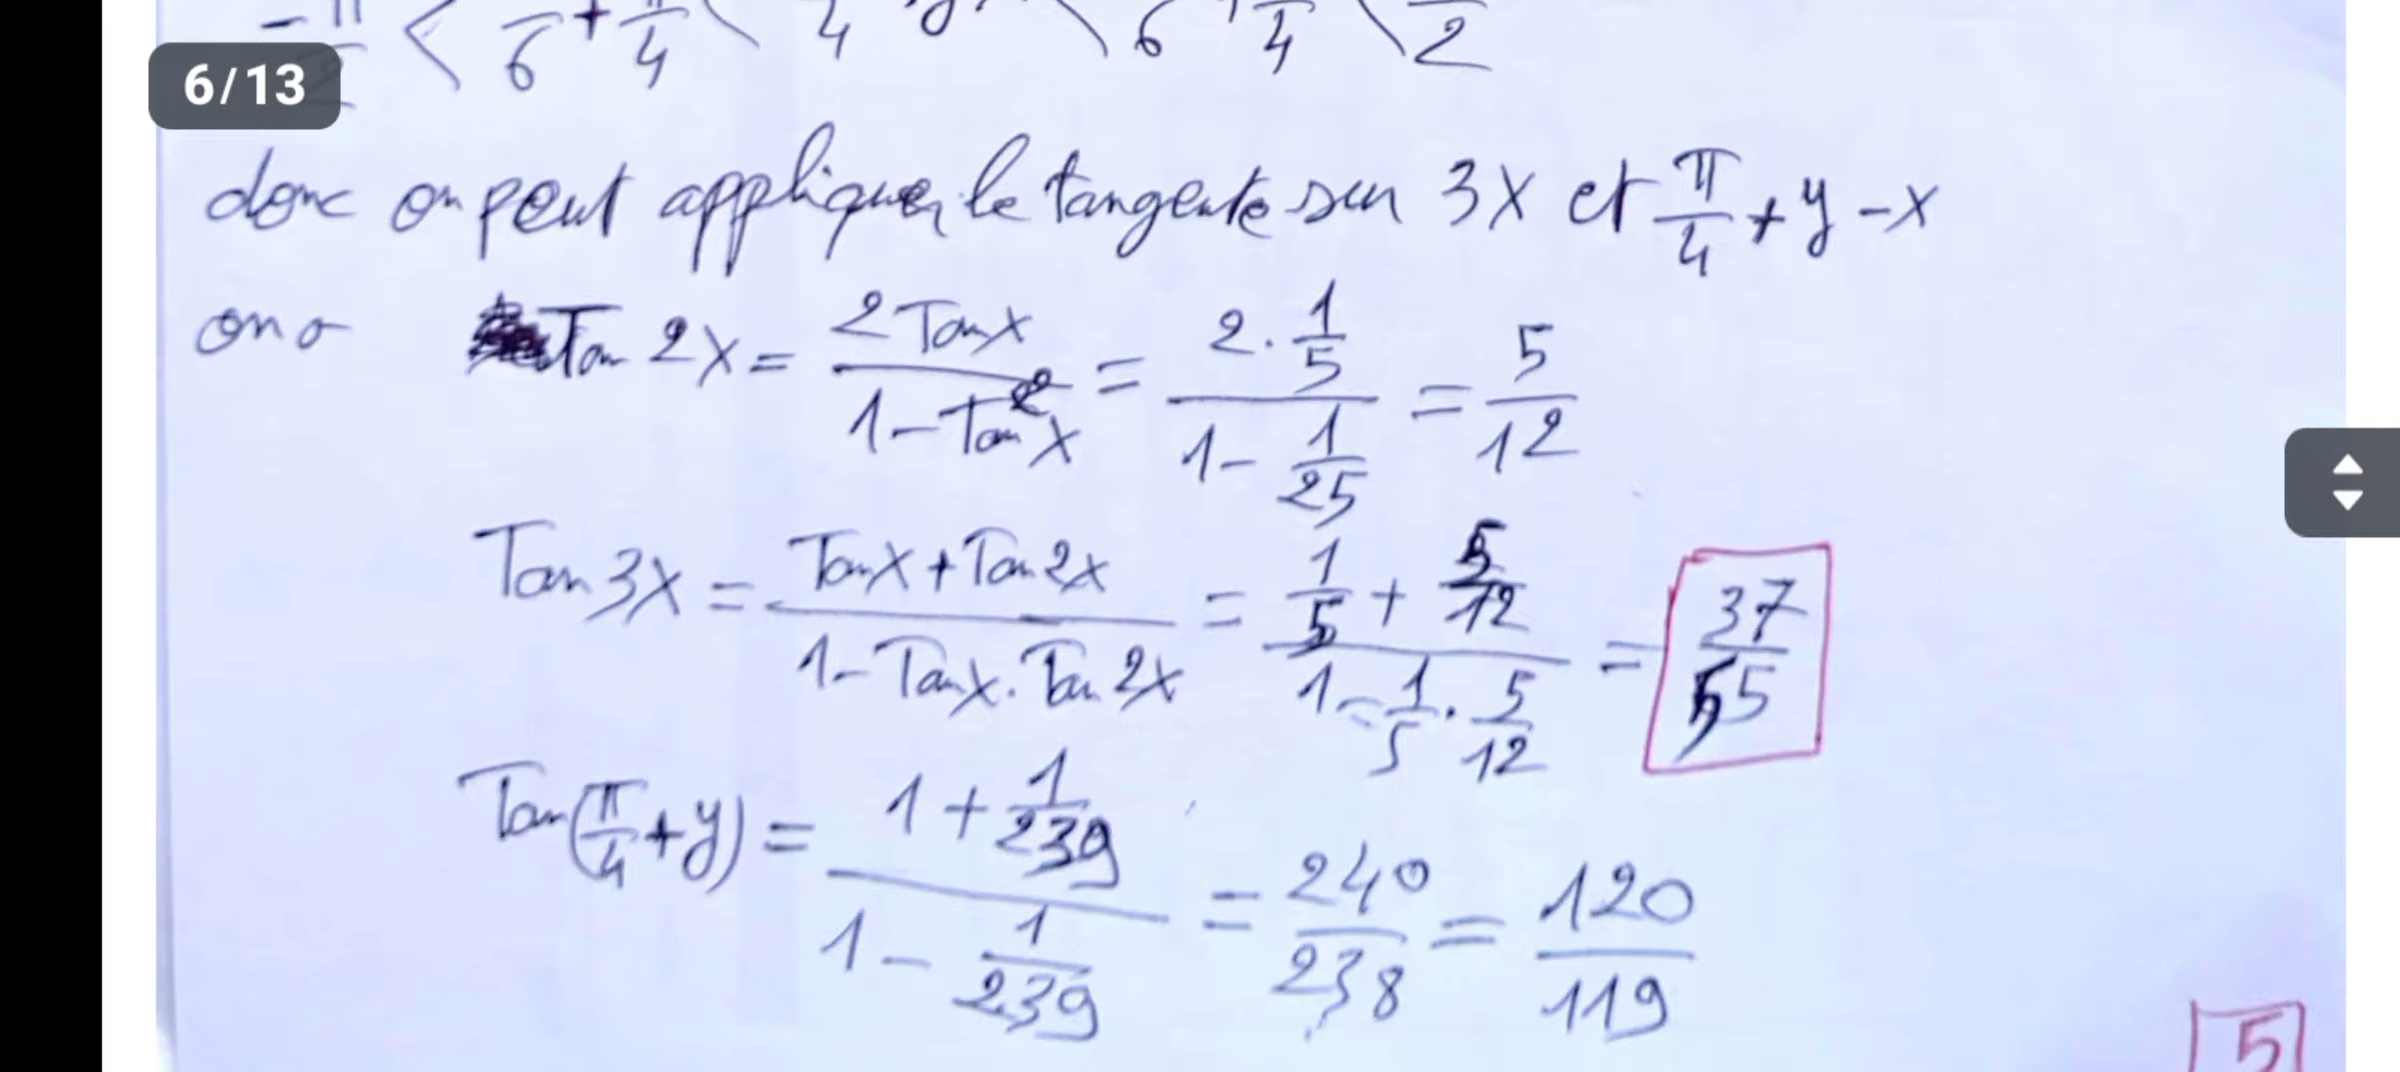 6/13
donc on peut appliquer le tangente sur 3x et π/4 + y - x
on a Tan 2x = 2 Tan x / (1 - Tan² x) = (2 · 1/5) / (1 - 1/25) = 5/12
Tan 3x = (Tan x + Tan 2x) / (1 - Tan x · Tan 2x) = (1/5 + 5/12) / (1 - 1/5 · 5/12) = 37/55
Tan(π/4 + y) = (1 + 1/239) / (1 - 1/239) = 240/238 = 120/119
5